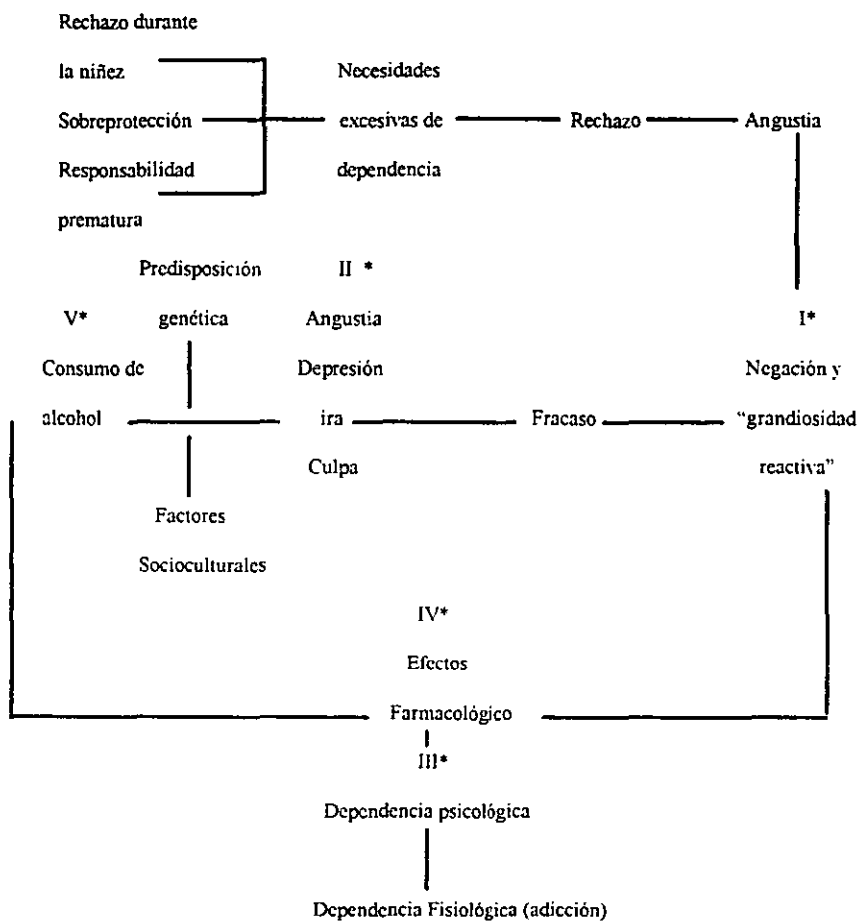 Rechazo durante
la niñez
Necesidades
Sobreprotección
excesivas de
Rechazo
Angustia
Responsabilidad
dependencia
prematura
Predisposición
II *
V*
genética
Angustia
I*
Consumo de
Depresión
Negación y
alcohol
ira
Fracaso
“grandiosidad
Culpa
reactiva”
Factores
Socioculturales
IV*
Efectos
Farmacológico
III*
Dependencia psicológica
Dependencia Fisiológica (adicción)